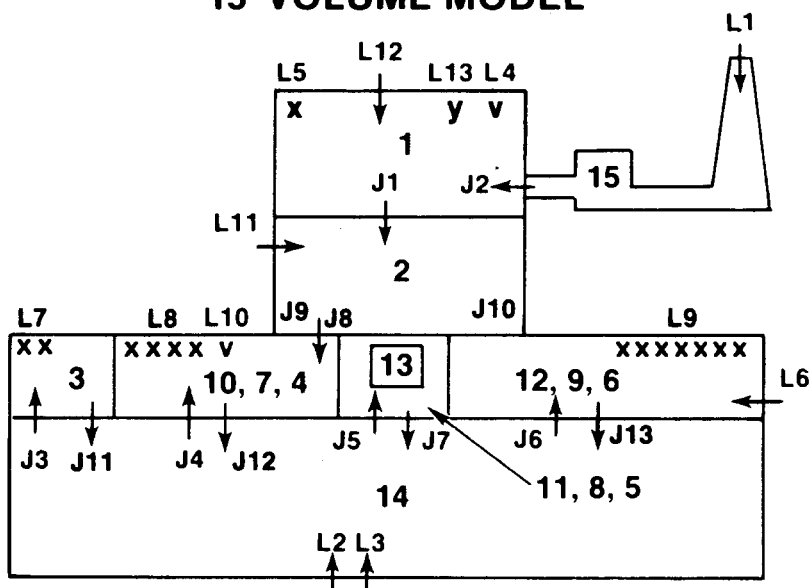 15 VOLUME MODEL
L1
L12
L5 L13 L4
x y v
1
J1 J2 15
L11
2
J9 J8 J10
L7 L8 L10 L9
xx xxxx v 13 xxxxxxx
3 10, 7, 4 12, 9, 6 L6
J3 J11 J4 J12 J5 J7 J6 J13
14 11, 8, 5
L2 L3